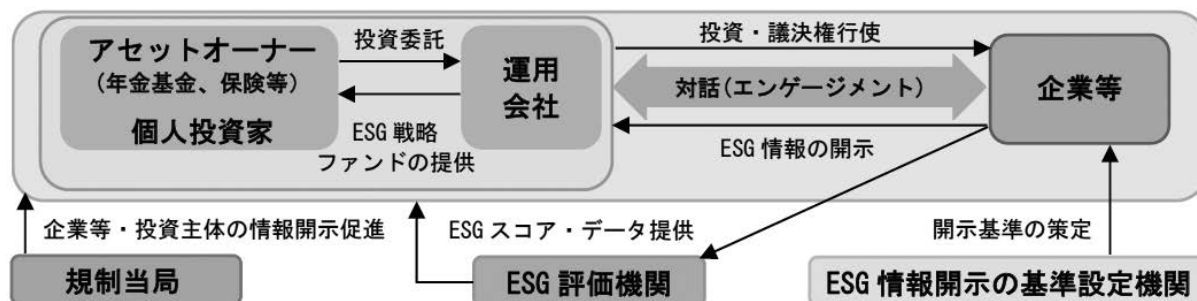 アセットオーナー
（年金基金、保険等）
個人投資家
投資委託
ESG 戦略
ファンドの提供
運用
会社
投資・議決権行使
対話（エンゲージメント）
ESG 情報の開示
企業等
企業等・投資主体の情報開示促進
ESG スコア・データ提供
開示基準の策定
規制当局
ESG 評価機関
ESG 情報開示の基準設定機関